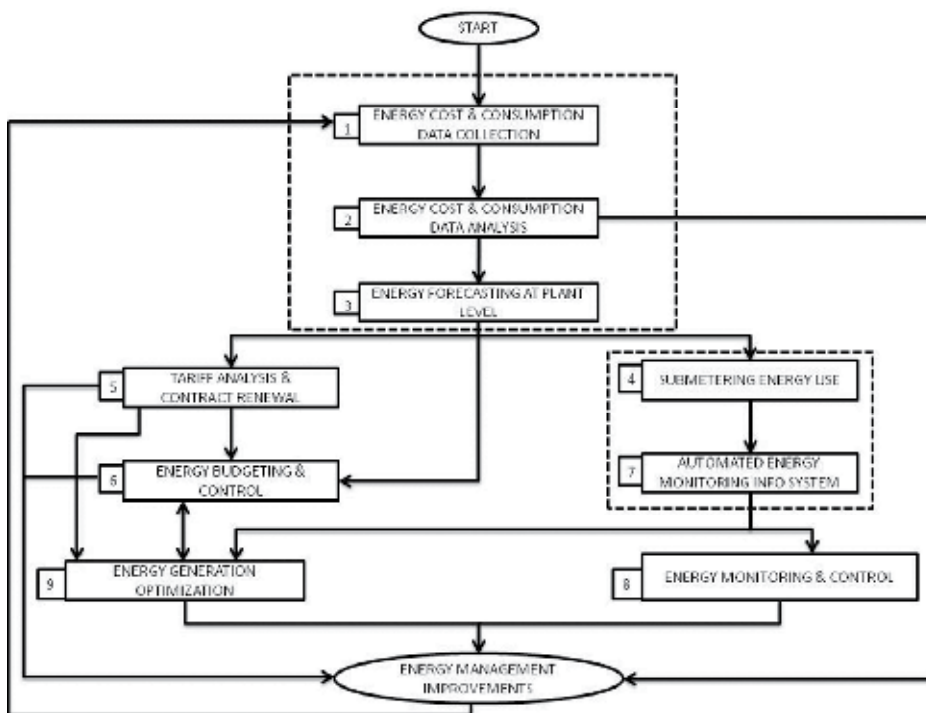 START
1
ENERGY COST & CONSUMPTION
DATA COLLECTION
2
ENERGY COST & CONSUMPTION
DATA ANALYSIS
3
ENERGY FORECASTING AT PLANT
LEVEL
5
TARIFF ANALYSIS &
CONTRACT RENEWAL
4
SUBMETERING ENERGY USE
6
ENERGY BUDGETING &
CONTROL
7
AUTOMATED ENERGY
MONITORING INFO SYSTEM
9
ENERGY GENERATION
OPTIMIZATION
8
ENERGY MONITORING & CONTROL
ENERGY MANAGEMENT
IMPROVEMENTS